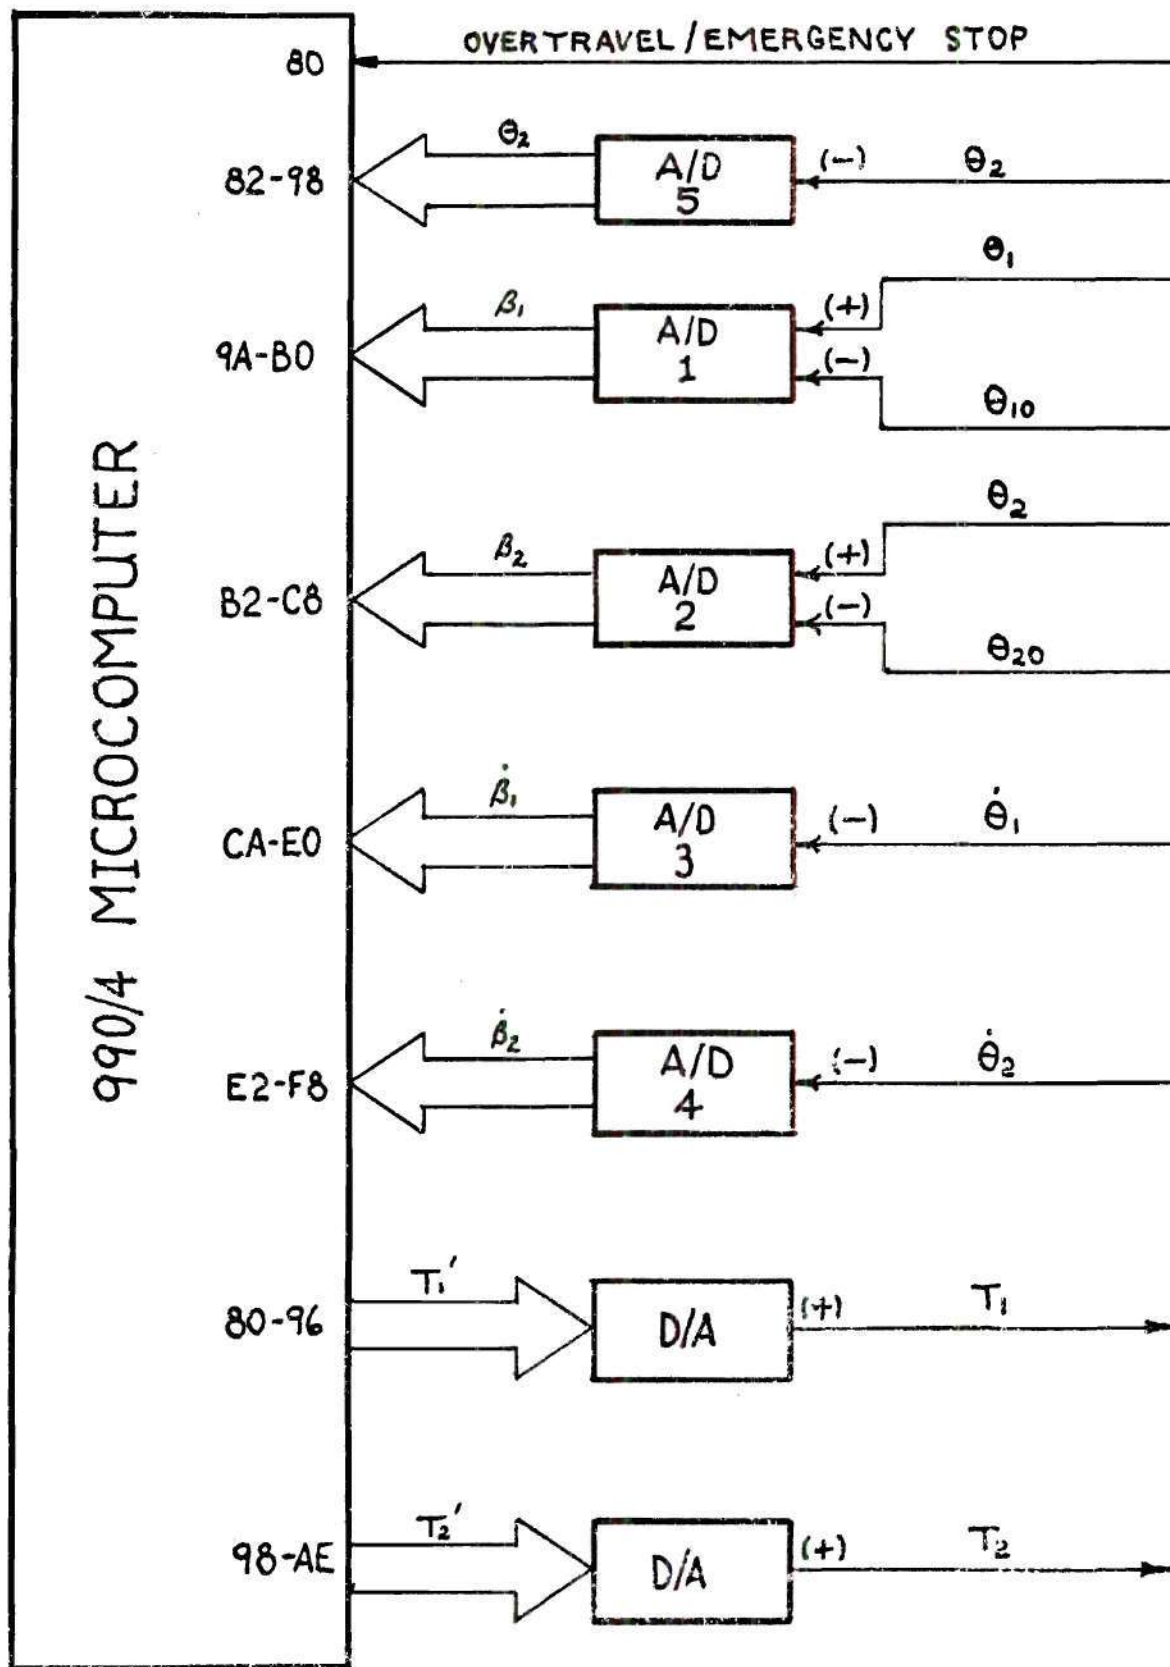 OVERTRAVEL/EMERGENCY STOP
80
82-98
θ₂
A/D
5
(-)
θ₂
9A-B0
β₁
A/D
1
(+)
(-)
θ₁
θ₁₀
B2-C8
β₂
A/D
2
(+)
(-)
θ₂
θ₂₀
CA-E0
β̇₁
A/D
3
(-)
θ̇₁
E2-F8
β̇₂
A/D
4
(-)
θ̇₂
80-96
T₁'
D/A
(+)
T₁
98-AE
T₂'
D/A
(+)
T₂
990/4 MICROCOMPUTER